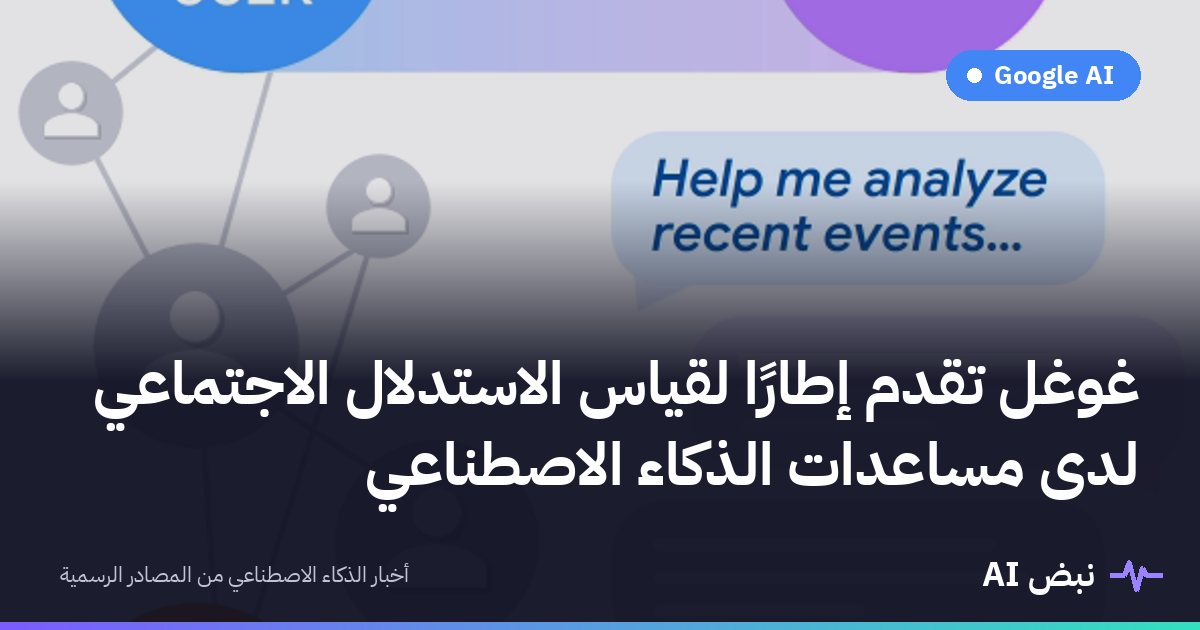 Google AI
Help me analyze
recent events...
غوغل تقدم إطارًا لقياس الاستدلال الاجتماعي
لدى مساعدات الذكاء الاصطناعي
نبض AI
أخبار الذكاء الاصطناعي من المصادر الرسمية